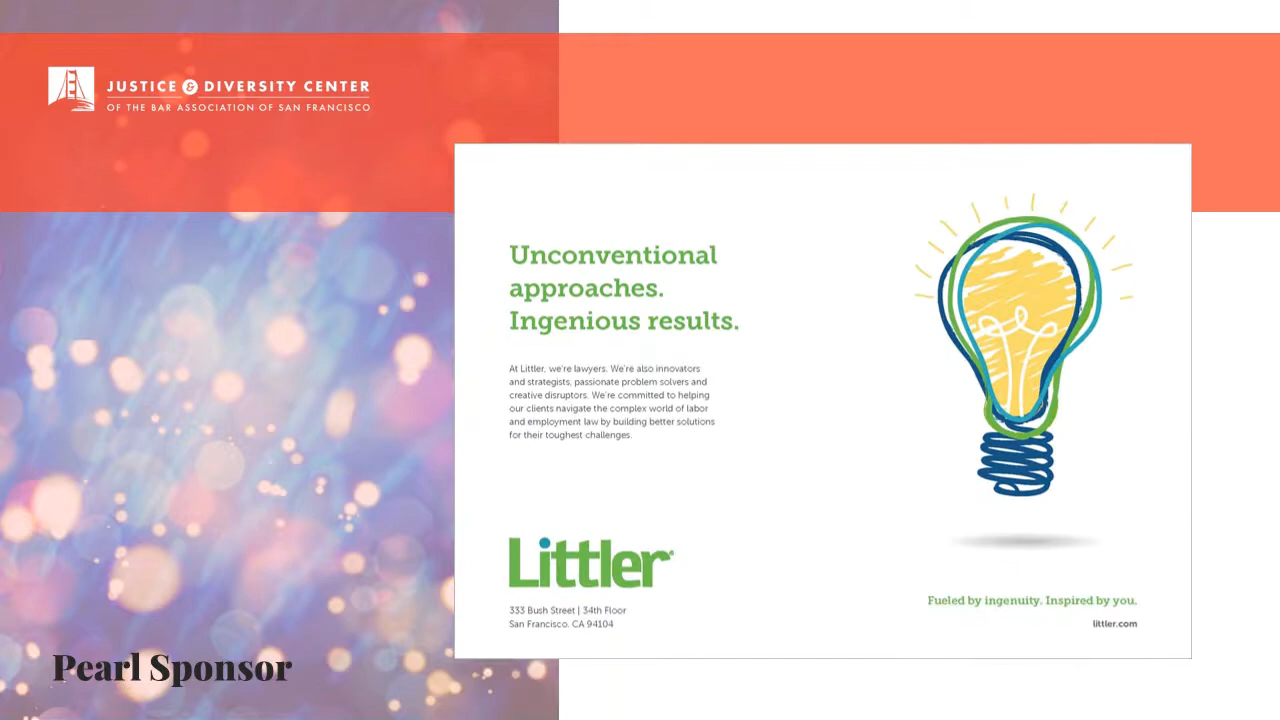 JUSTICE & DIVERSITY CENTER
OF THE BAR ASSOCIATION OF SAN FRANCISCO
Unconventional
approaches.
Ingenious results.
At Littler, we're lawyers. We're also innovators
and strategists, passionate problem solvers and
creative disruptors. We're committed to helping
our clients navigate the complex world of labor
and employment law by building better solutions
for their toughest challenges.
Littler®
333 Bush Street | 34th Floor
San Francisco, CA 94104
Fueled by ingenuity. Inspired by you.
littler.com
Pearl Sponsor